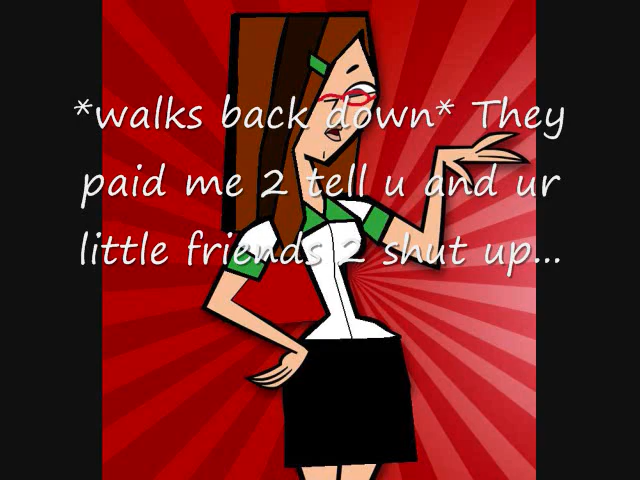 *walks back down* They
paid me 2 tell u and ur
little friends 2 shut up...